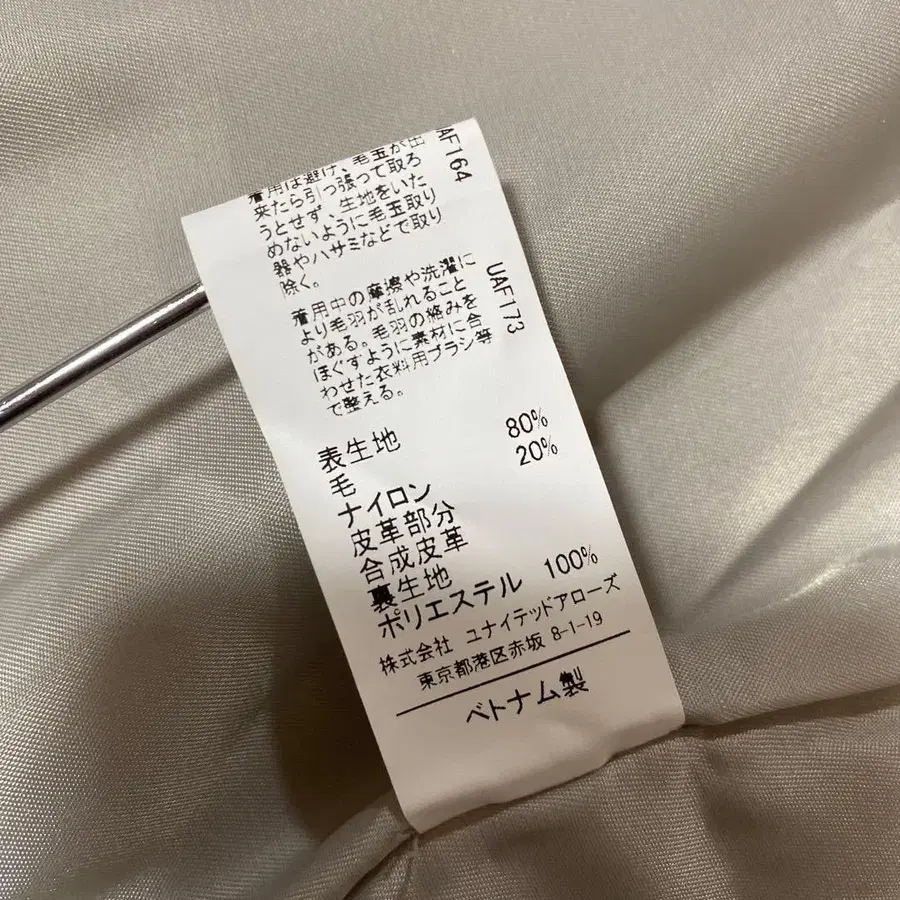 着用は避け、毛玉が出
来たら引っ張って取ろ
うとせず、生地をいた
めないように毛玉取り
器やハサミなどで取り
除く。
UAF164
着用中の摩擦や洗濯に
より毛羽が乱れること
がある。毛羽の絡みを
ほぐすように素材に合
わせた衣料用ブラシ等
で整える。
UAF173
表生地
毛 80%
ナイロン 20%
皮革部分
合成皮革
裏生地
ポリエステル 100%
株式会社 ユナイテッドアローズ
東京都港区赤坂 8-1-19
ベトナム製